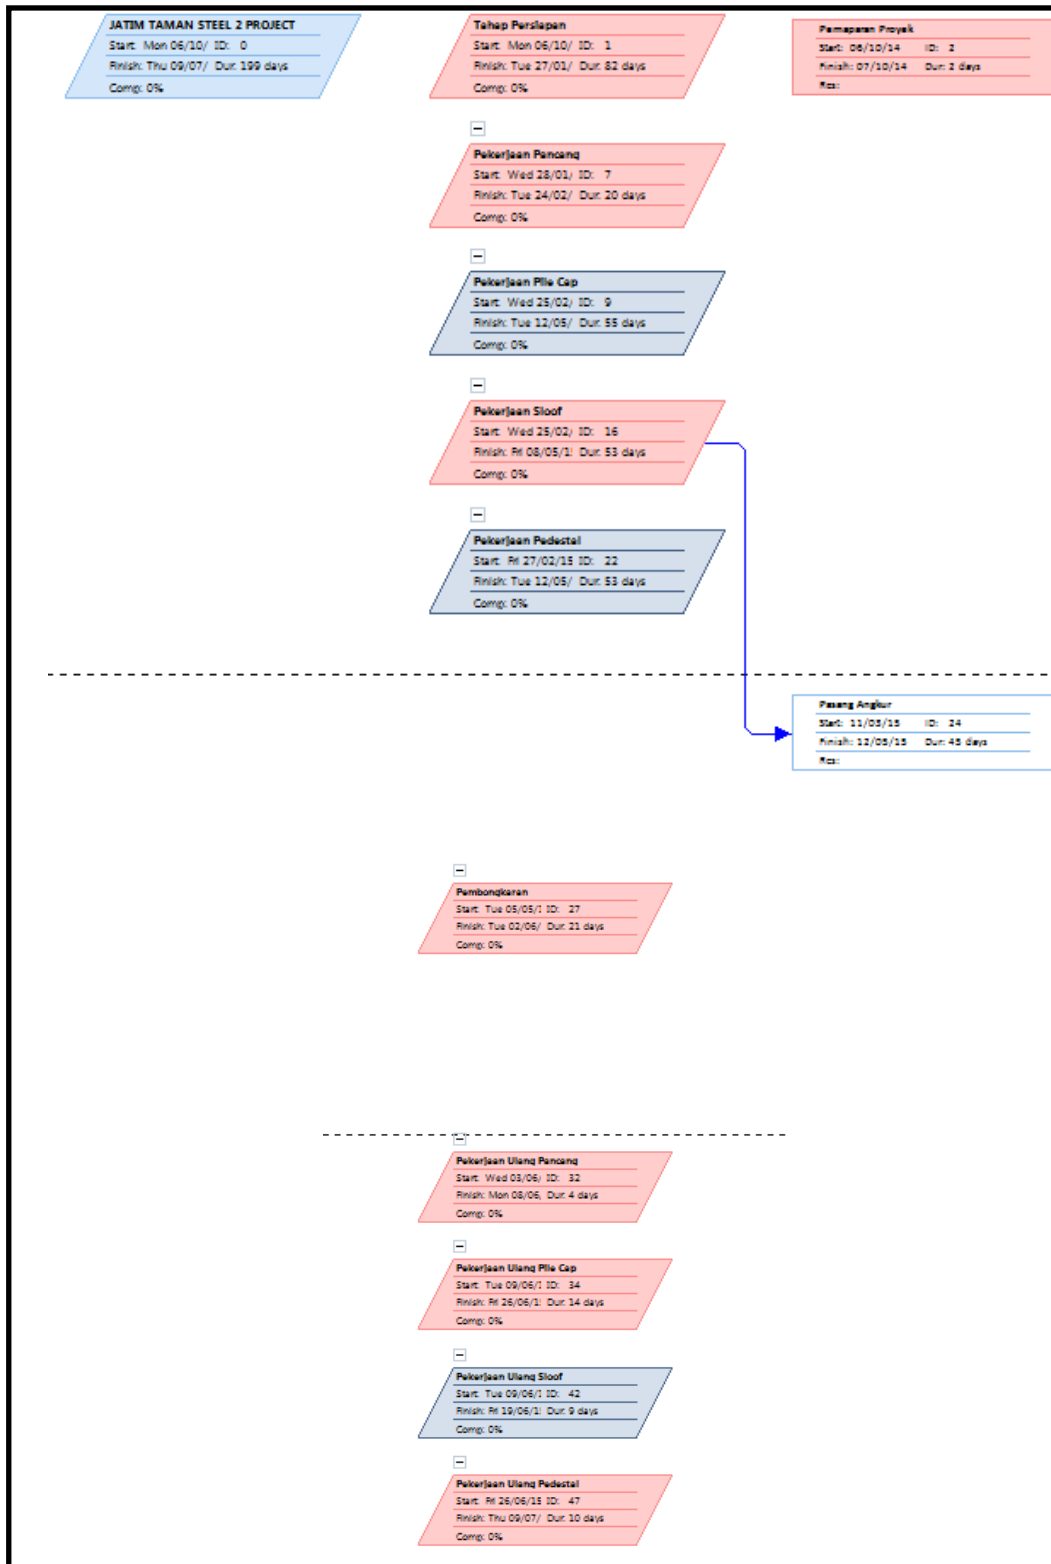 JATIM TAMAN STEEL 2 PROJECT
Start: Mon 06/10/ ID: 0
Finish: Thu 09/07/ Dur: 199 days
Comp: 0%
Tahap Persiapan
Start: Mon 06/10/ ID: 1
Finish: Tue 27/01/ Dur: 82 days
Comp: 0%
Pemaparan Proyek
Start: 06/10/14 ID: 2
Finish: 07/10/14 Dur: 2 days
Res:
Pekerjaan Pancang
Start: Wed 28/01/ ID: 7
Finish: Tue 24/02/ Dur: 20 days
Comp: 0%
Pekerjaan Pile Cap
Start: Wed 25/02/ ID: 9
Finish: Tue 12/05/ Dur: 55 days
Comp: 0%
Pekerjaan Sloof
Start: Wed 25/02/ ID: 16
Finish: Fri 08/05/1 Dur: 53 days
Comp: 0%
Pekerjaan Pedestal
Start: Fri 27/02/15 ID: 22
Finish: Tue 12/05/ Dur: 53 days
Comp: 0%
Pasang Angkur
Start: 11/03/15 ID: 24
Finish: 12/05/15 Dur: 45 days
Res:
Pembongkaran
Start: Tue 05/05/1 ID: 27
Finish: Tue 02/06/ Dur: 21 days
Comp: 0%
Pekerjaan Ulang Pancang
Start: Wed 03/06/ ID: 32
Finish: Mon 08/06, Dur: 4 days
Comp: 0%
Pekerjaan Ulang Pile Cap
Start: Tue 09/06/1 ID: 34
Finish: Fri 26/06/1 Dur: 14 days
Comp: 0%
Pekerjaan Ulang Sloof
Start: Tue 09/06/1 ID: 42
Finish: Fri 19/06/1 Dur: 9 days
Comp: 0%
Pekerjaan Ulang Pedestal
Start: Fri 26/06/15 ID: 47
Finish: Thu 09/07/ Dur: 10 days
Comp: 0%